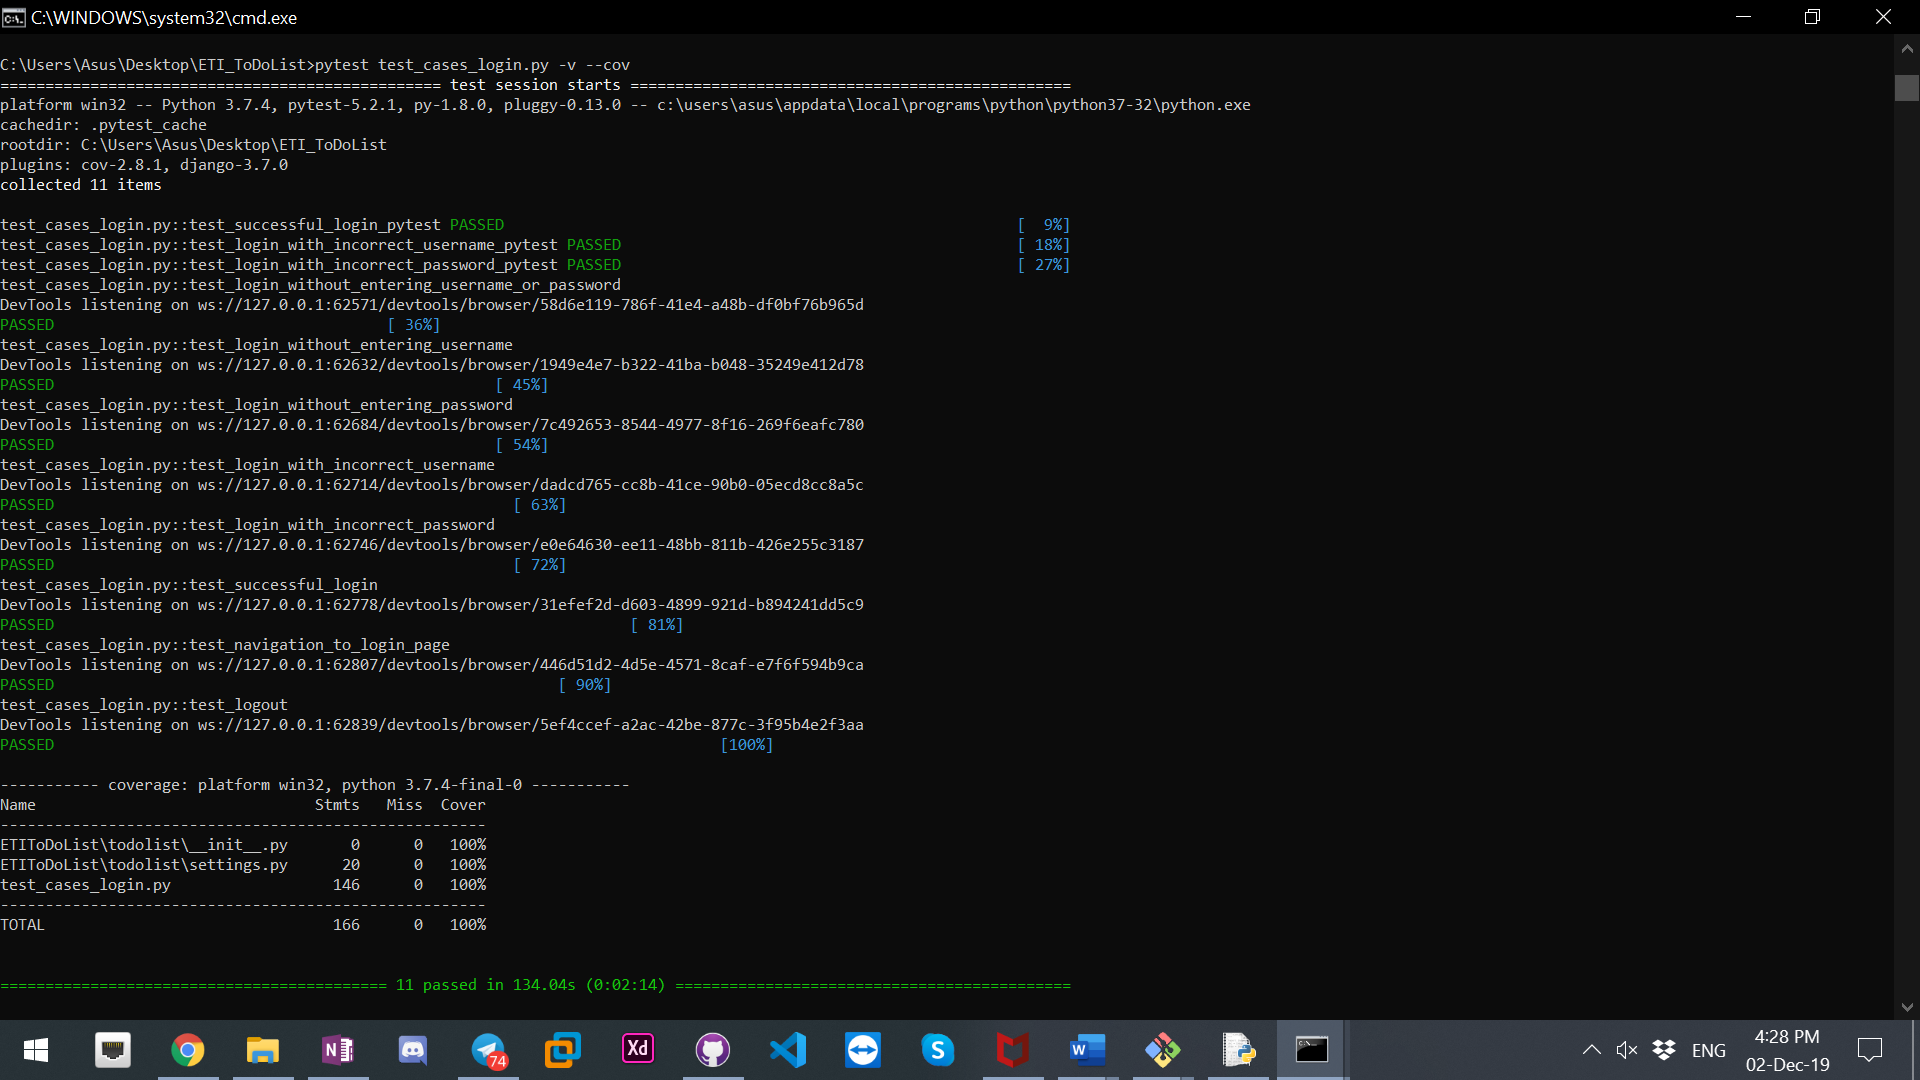 C:\WINDOWS\system32\cmd.exe
C:\Users\Asus\Desktop\ETI_ToDoList>pytest test_cases_login.py -v --cov
================================================= test session starts =================================================
platform win32 -- Python 3.7.4, pytest-5.2.1, py-1.8.0, pluggy-0.13.0 -- c:\users\asus\appdata\local\programs\python\python37-32\python.exe
cachedir: .pytest_cache
rootdir: C:\Users\Asus\Desktop\ETI_ToDoList
plugins: cov-2.8.1, django-3.7.0
collected 11 items
test_cases_login.py::test_successful_login_pytest PASSED [  9%]
test_cases_login.py::test_login_with_incorrect_username_pytest PASSED [ 18%]
test_cases_login.py::test_login_with_incorrect_password_pytest PASSED [ 27%]
test_cases_login.py::test_login_without_entering_username_or_password
DevTools listening on ws://127.0.0.1:62571/devtools/browser/58d6e119-786f-41e4-a48b-df0bf76b965d
PASSED [ 36%]
test_cases_login.py::test_login_without_entering_username
DevTools listening on ws://127.0.0.1:62632/devtools/browser/1949e4e7-b322-41ba-b048-35249e412d78
PASSED [ 45%]
test_cases_login.py::test_login_without_entering_password
DevTools listening on ws://127.0.0.1:62684/devtools/browser/7c492653-8544-4977-8f16-269f6eafc780
PASSED [ 54%]
test_cases_login.py::test_login_with_incorrect_username
DevTools listening on ws://127.0.0.1:62714/devtools/browser/dadcd765-cc8b-41ce-90b0-05ecd8cc8a5c
PASSED [ 63%]
test_cases_login.py::test_login_with_incorrect_password
DevTools listening on ws://127.0.0.1:62746/devtools/browser/e0e64630-ee11-48bb-811b-426e255c3187
PASSED [ 72%]
test_cases_login.py::test_successful_login
DevTools listening on ws://127.0.0.1:62778/devtools/browser/31efef2d-d603-4899-921d-b894241dd5c9
PASSED [ 81%]
test_cases_login.py::test_navigation_to_login_page
DevTools listening on ws://127.0.0.1:62807/devtools/browser/446d51d2-4d5e-4571-8caf-e7f6f594b9ca
PASSED [ 90%]
test_cases_login.py::test_logout
DevTools listening on ws://127.0.0.1:62839/devtools/browser/5ef4ccef-a2ac-42be-877c-3f95b4e2f3aa
PASSED [100%]
----------- coverage: platform win32, python 3.7.4-final-0 -----------
Name Stmts Miss Cover
------------------------------------------------------
ETIToDoList\todolist\__init__.py 0 0 100%
ETIToDoList\todolist\settings.py 20 0 100%
test_cases_login.py 146 0 100%
------------------------------------------------------
TOTAL 166 0 100%
=========================================== 11 passed in 134.04s (0:02:14) ============================================
N
74
Xd
S
W
ENG
4:28 PM
02-Dec-19